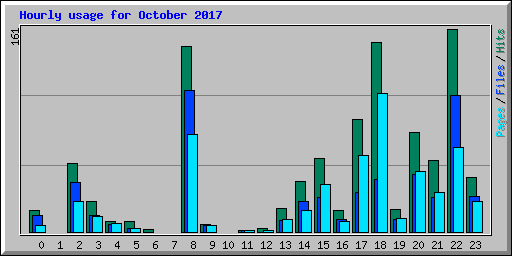 Hourly usage for October 2017
161
Pages / Files / Hits
0 1 2 3 4 5 6 7 8 9 10 11 12 13 14 15 16 17 18 19 20 21 22 23